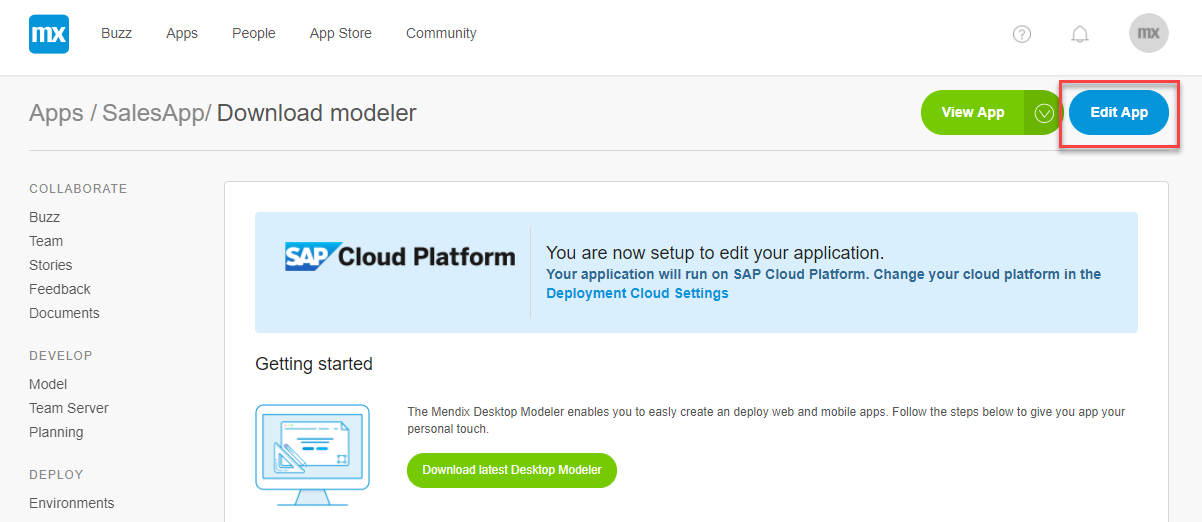 mx Buzz Apps People App Store Community ? mx
Apps / SalesApp/ Download modeler View App Edit App
COLLABORATE
Buzz
Team
Stories
Feedback
Documents
DEVELOP
Model
Team Server
Planning
DEPLOY
Environments
SAP Cloud Platform
You are now setup to edit your application.
Your application will run on SAP Cloud Platform. Change your cloud platform in the
Deployment Cloud Settings
Getting started
The Mendix Desktop Modeler enables you to easily create an deploy web and mobile apps. Follow the steps below to give you app your
personal touch.
Download latest Desktop Modeler